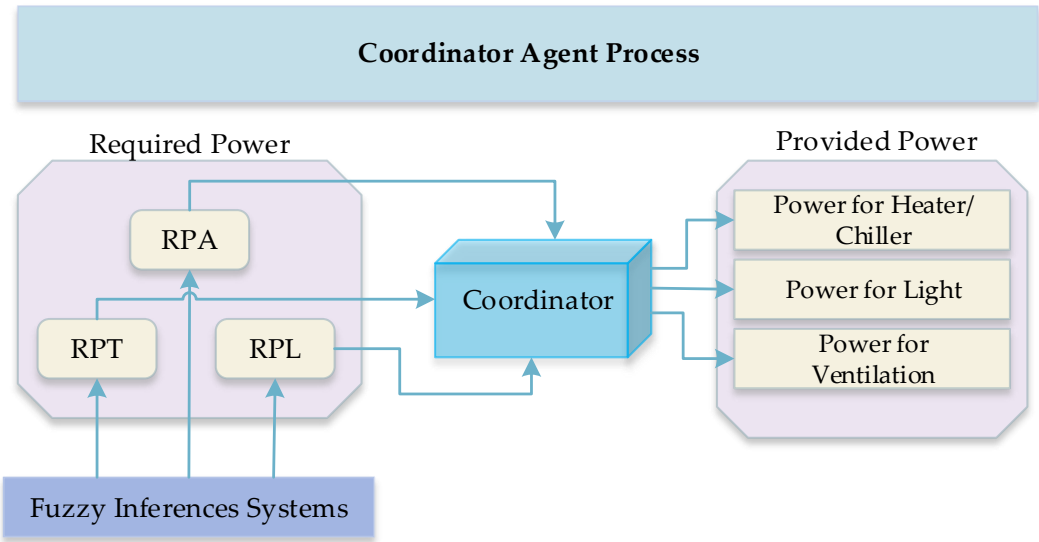 Coordinator Agent Process
Required Power
Provided Power
RPA
RPT
RPL
Coordinator
Power for Heater/
Chiller
Power for Light
Power for
Ventilation
Fuzzy Inferences Systems